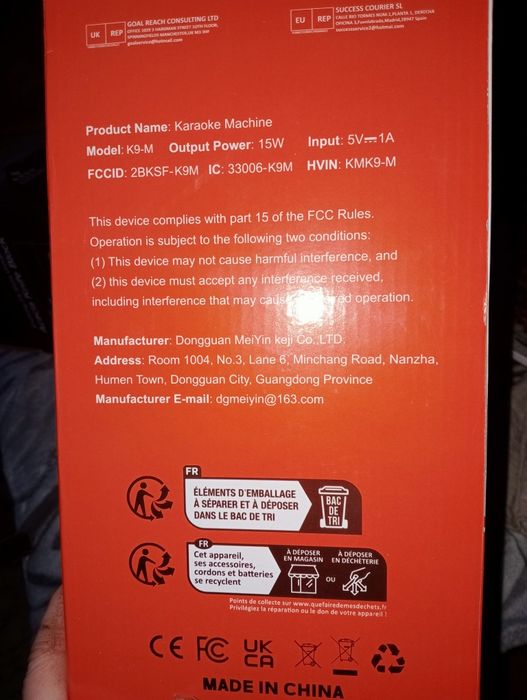 UK REP
GOAL REACH CONSULTING LTD
EU REP
SUCCESS COURIER SL
Product Name: Karaoke Machine
Model: K9-M Output Power: 15W Input: 5V⎓1A
FCCID: 2BKSF-K9M IC: 33006-K9M HVIN: KMK9-M
This device complies with part 15 of the FCC Rules.
Operation is subject to the following two conditions:
(1) This device may not cause harmful interference, and
(2) this device must accept any interference received,
including interference that may operation.
Manufacturer: Dongguan MeiYin keji Co.,LTD.
Address: Room 1004, No.3, Lane 6, Minchang Road, Nanzha,
Humen Town, Dongguan City, Guangdong Province
Manufacturer E-mail: dgmeiyin@163.com
FR
ÉLÉMENTS D'EMBALLAGE
À SÉPARER ET À DÉPOSER
DANS LE BAC DE TRI
BAC
DE
TRI
FR
Cet appareil,
ses accessoires,
cordons et batteries
se recyclent
À DÉPOSER
EN MAGASIN
OU
À DÉPOSER
EN DÉCHÈTERIE
Points de collecte sur www.quefairedemesdechets.fr
Privilégiez la réparation ou le don de votre appareil !
CE FC UK
CA
MADE IN CHINA